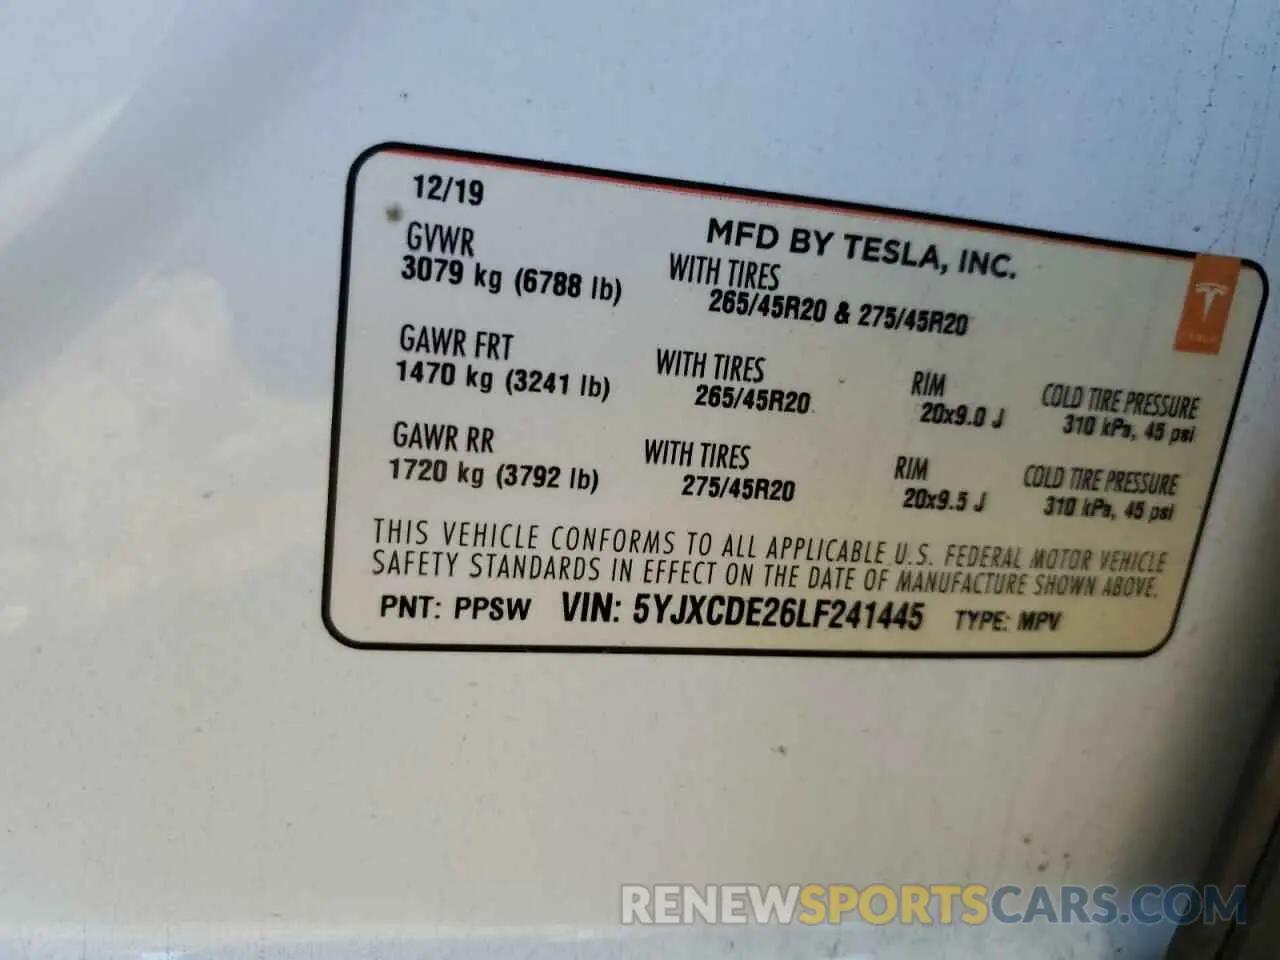 12/19
MFD BY TESLA, INC.
GVWR
3079 kg (6788 lb)
WITH TIRES
265/45R20 & 275/45R20
GAWR FRT
1470 kg (3241 lb)
WITH TIRES
265/45R20
RIM
20x9.0 J
COLD TIRE PRESSURE
310 kPa, 45 psi
GAWR RR
1720 kg (3792 lb)
WITH TIRES
275/45R20
RIM
20x9.5 J
COLD TIRE PRESSURE
310 kPa, 45 psi
THIS VEHICLE CONFORMS TO ALL APPLICABLE U.S. FEDERAL MOTOR VEHICLE
SAFETY STANDARDS IN EFFECT ON THE DATE OF MANUFACTURE SHOWN ABOVE.
PNT: PPSW VIN: 5YJXCDE26LF241445 TYPE: MPV
TESLA
RENEWSPORTSCARS.COM